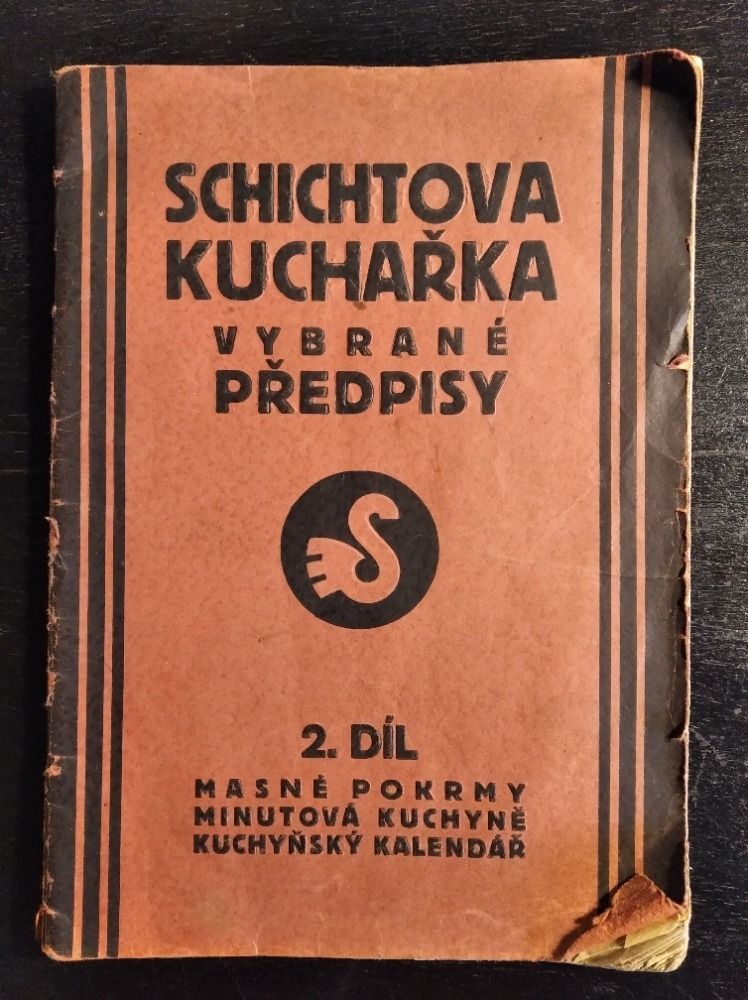 SCHICHTOVA
KUCHAŘKA
VYBRANÉ
PŘEDPISY
2. DÍL
MASNÉ POKRMY
MINUTOVÁ KUCHYNĚ
KUCHYŇSKÝ KALENDÁŘ